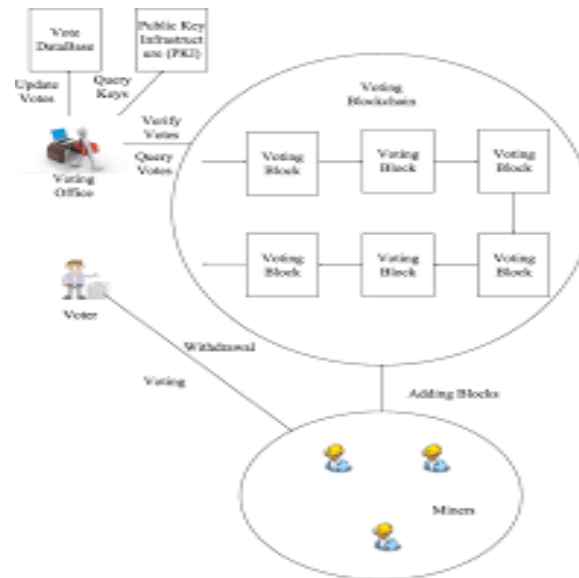 Vote
DataBase
Public Key
Infrastruct
ure (PKI)
Update
Votes
Query
Keys
Voting
Office
Verify
Votes
Query
Votes
Voting
Blockchain
Voting
Block
Voting
Block
Voting
Block
Voting
Block
Voting
Block
Voting
Block
Voter
Withdrawal
Voting
Adding Blocks
Miners